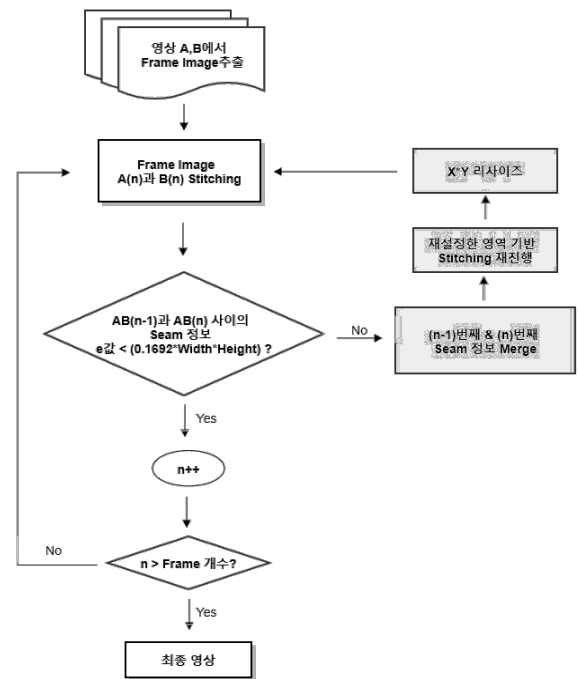 영상 A,B에서
Frame Image추출
Frame Image
A(n)과 B(n) Stitching
X*Y 리사이즈
재설정한 영역 기반
Stitching 재진행
AB(n-1)과 AB(n) 사이의
Seam 정보
e값 < (0.1692*Width*Height) ?
No
(n-1)번째 & (n)번째
Seam 정보 Merge
Yes
n++
No
n > Frame 개수?
Yes
최종 영상